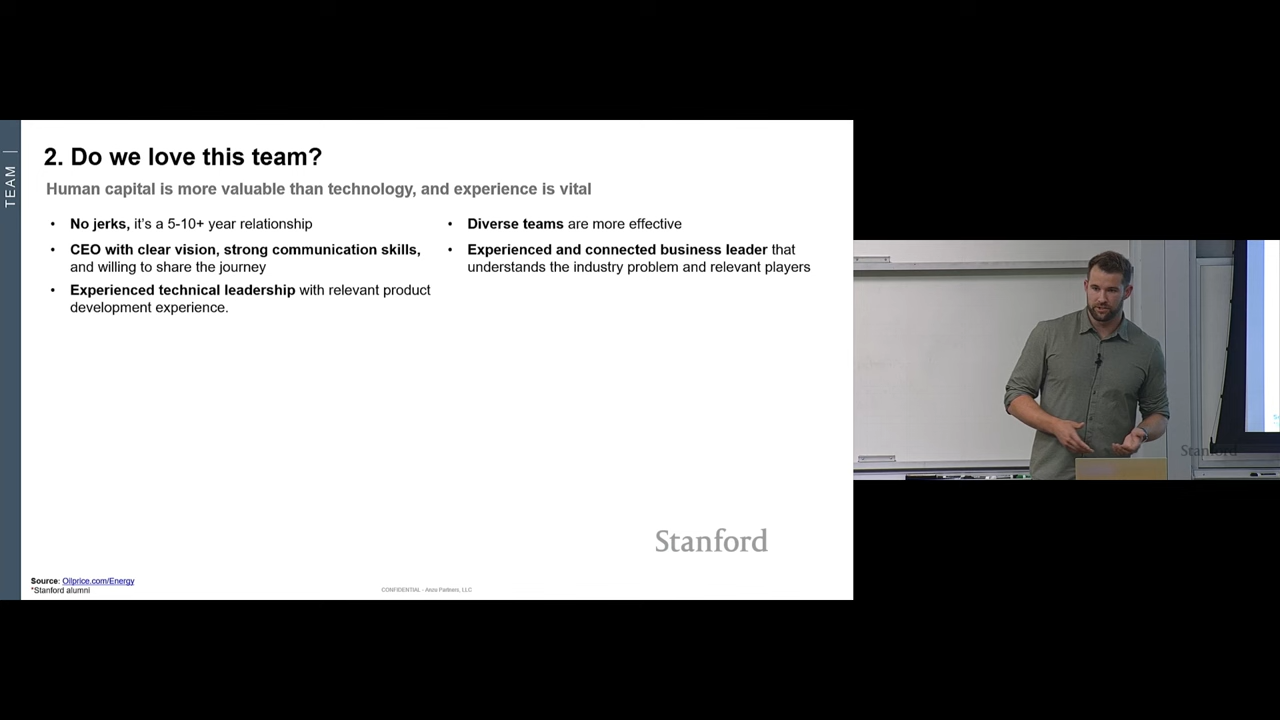 TEAM |
2. Do we love this team?
Human capital is more valuable than technology, and experience is vital
• No jerks, it's a 5-10+ year relationship
• CEO with clear vision, strong communication skills,
and willing to share the journey
• Experienced technical leadership with relevant product
development experience.
• Diverse teams are more effective
• Experienced and connected business leader that
understands the industry problem and relevant players
Stanford
Source: Oilprice.com/Energy
*Stanford alumni
CONFIDENTIAL - Anzu Partners, LLC
Stanford